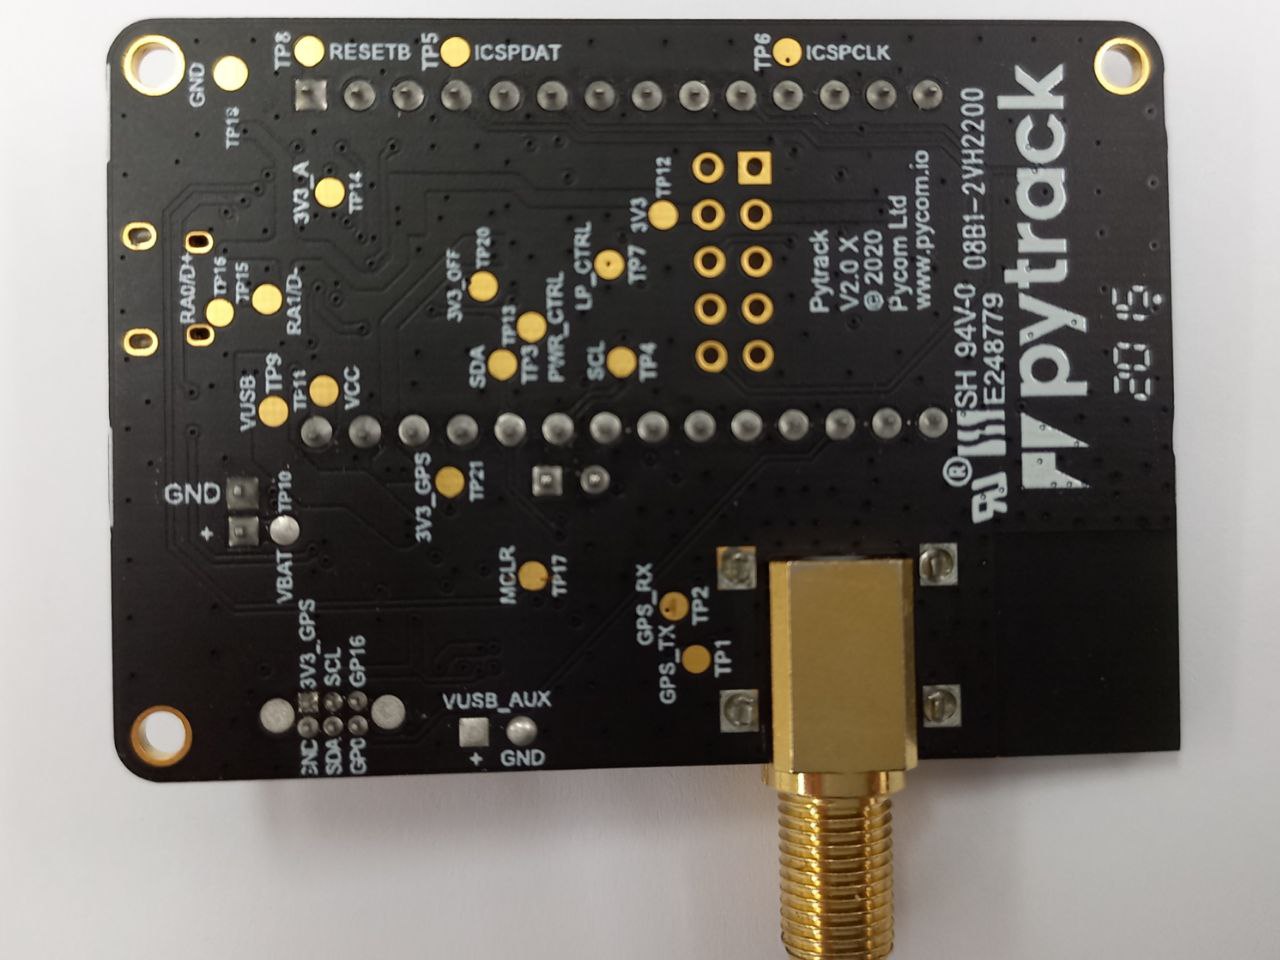 TP8
RESETB
TP5
ICSPDAT
TP6
ICSPCLK
GND
3V3_A
TP14
3V3
TP12
RA0/D+
TP16
TP15
RA1/D-
3V3_OFF
TP20
LP_CTRL
TP7
SDA
TP13
TP3
PWR_CTRL
SCL
TP4
VUSB
TP9
TP11
VCC
Pytrack
V2.0 X
© 2020
Pycom Ltd
www.pycom.io
SH 94V-0 08B1-2VH2200
E248779
®
pytrack
20 15
GND
+
TP10
VBAT
3V3_GPS
TP21
MCLR
TP17
GPS_RX
TP2
GPS_TX
TP1
3V3_GPS
SCL
GP16
SDA
GP0
VUSB_AUX
+
GND